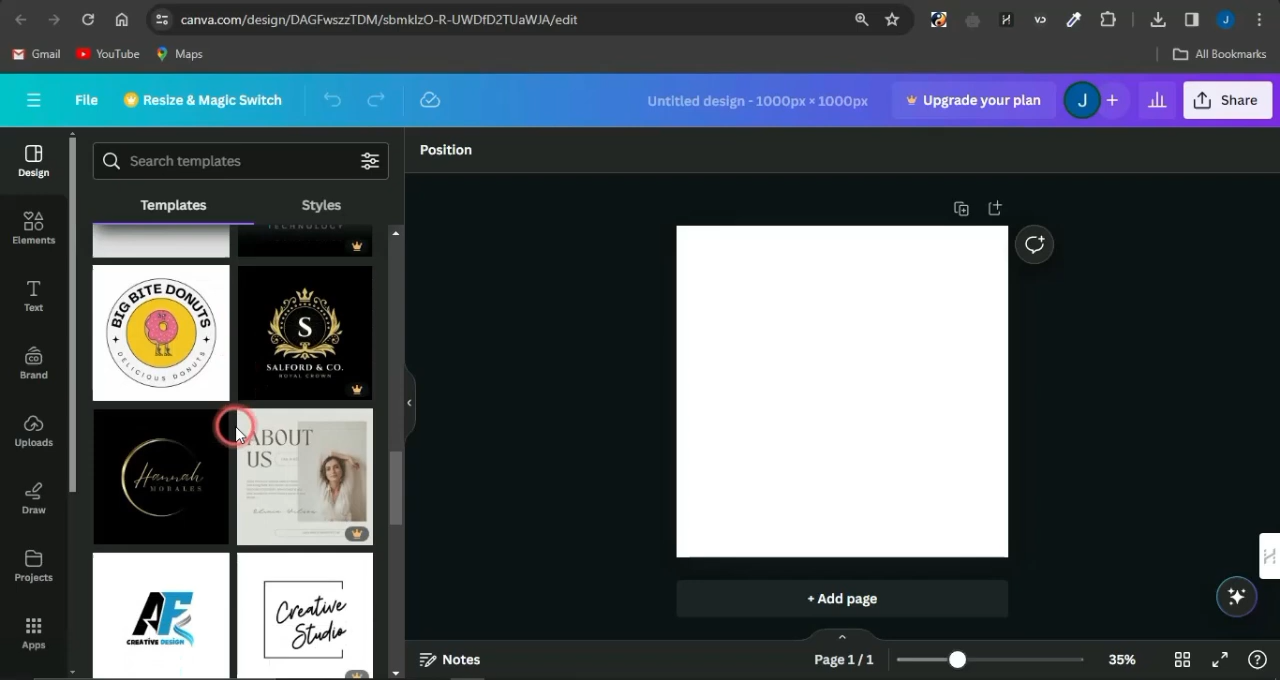 canva.com/design/DAGFwszzTDM/sbmkIzO-R-UWDfD2TUaWJA/edit
Gmail
YouTube
Maps
All Bookmarks
File
Resize & Magic Switch
Untitled design - 1000px × 1000px
Upgrade your plan
J
Share
Design
Search templates
Position
Templates
Styles
Elements
TECHNOLOGY
BIG BITE DONUTS
DELICIOUS DONUTS
S
SALFORD & CO.
ROYAL CROWN
Text
Brand
Uploads
Hannah
MORALES
ABOUT
US
Draw
Projects
AF
CREATIVE DESIGN
Creative
Studio
+ Add page
Apps
Notes
Page 1 / 1
35%